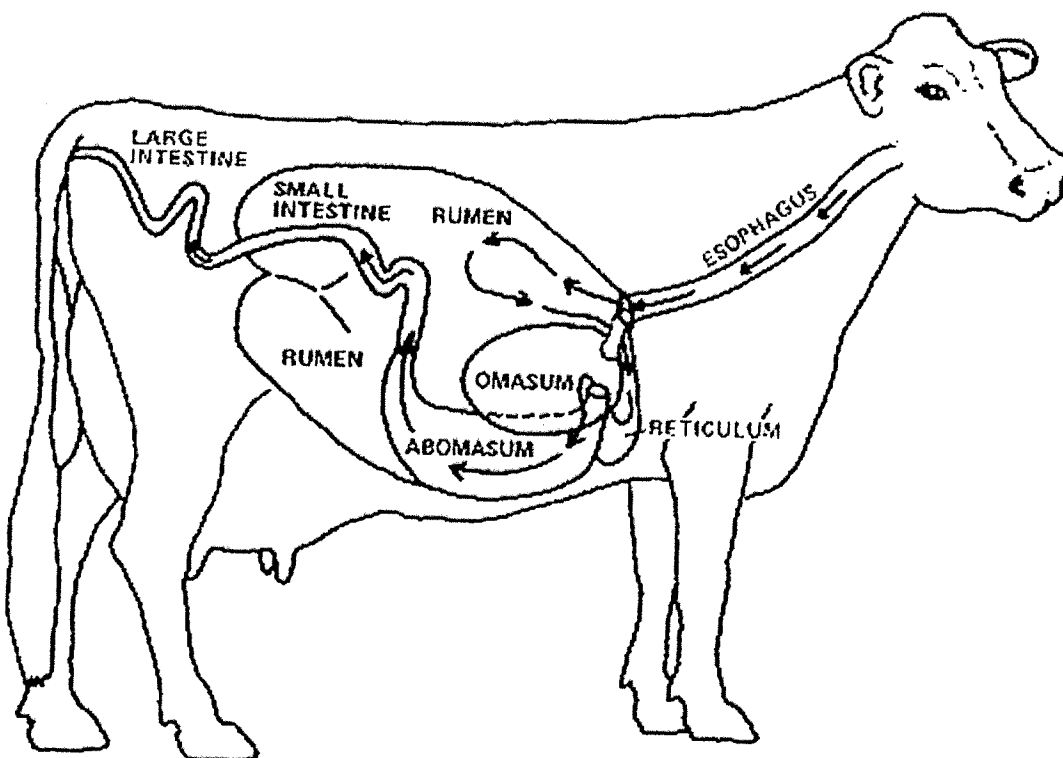 LARGE
INTESTINE
SMALL
INTESTINE
RUMEN
ESOPHAGUS
RUMEN
OMASUM
ABOMASUM
RETICULUM